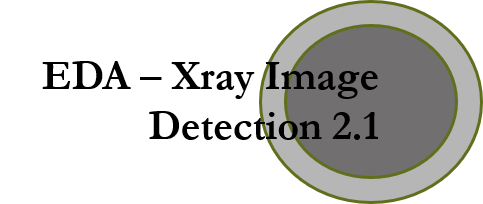 EDA – Xray Image
Detection 2.1